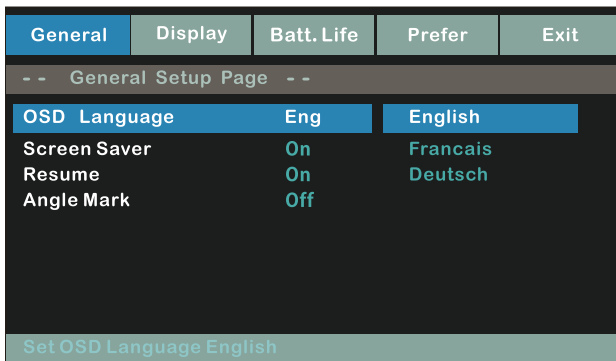 General Display Batt. Life Prefer Exit
-- General Setup Page --
OSD Language Eng English
Screen Saver On Francais
Resume On Deutsch
Angle Mark Off
Set OSD Language English